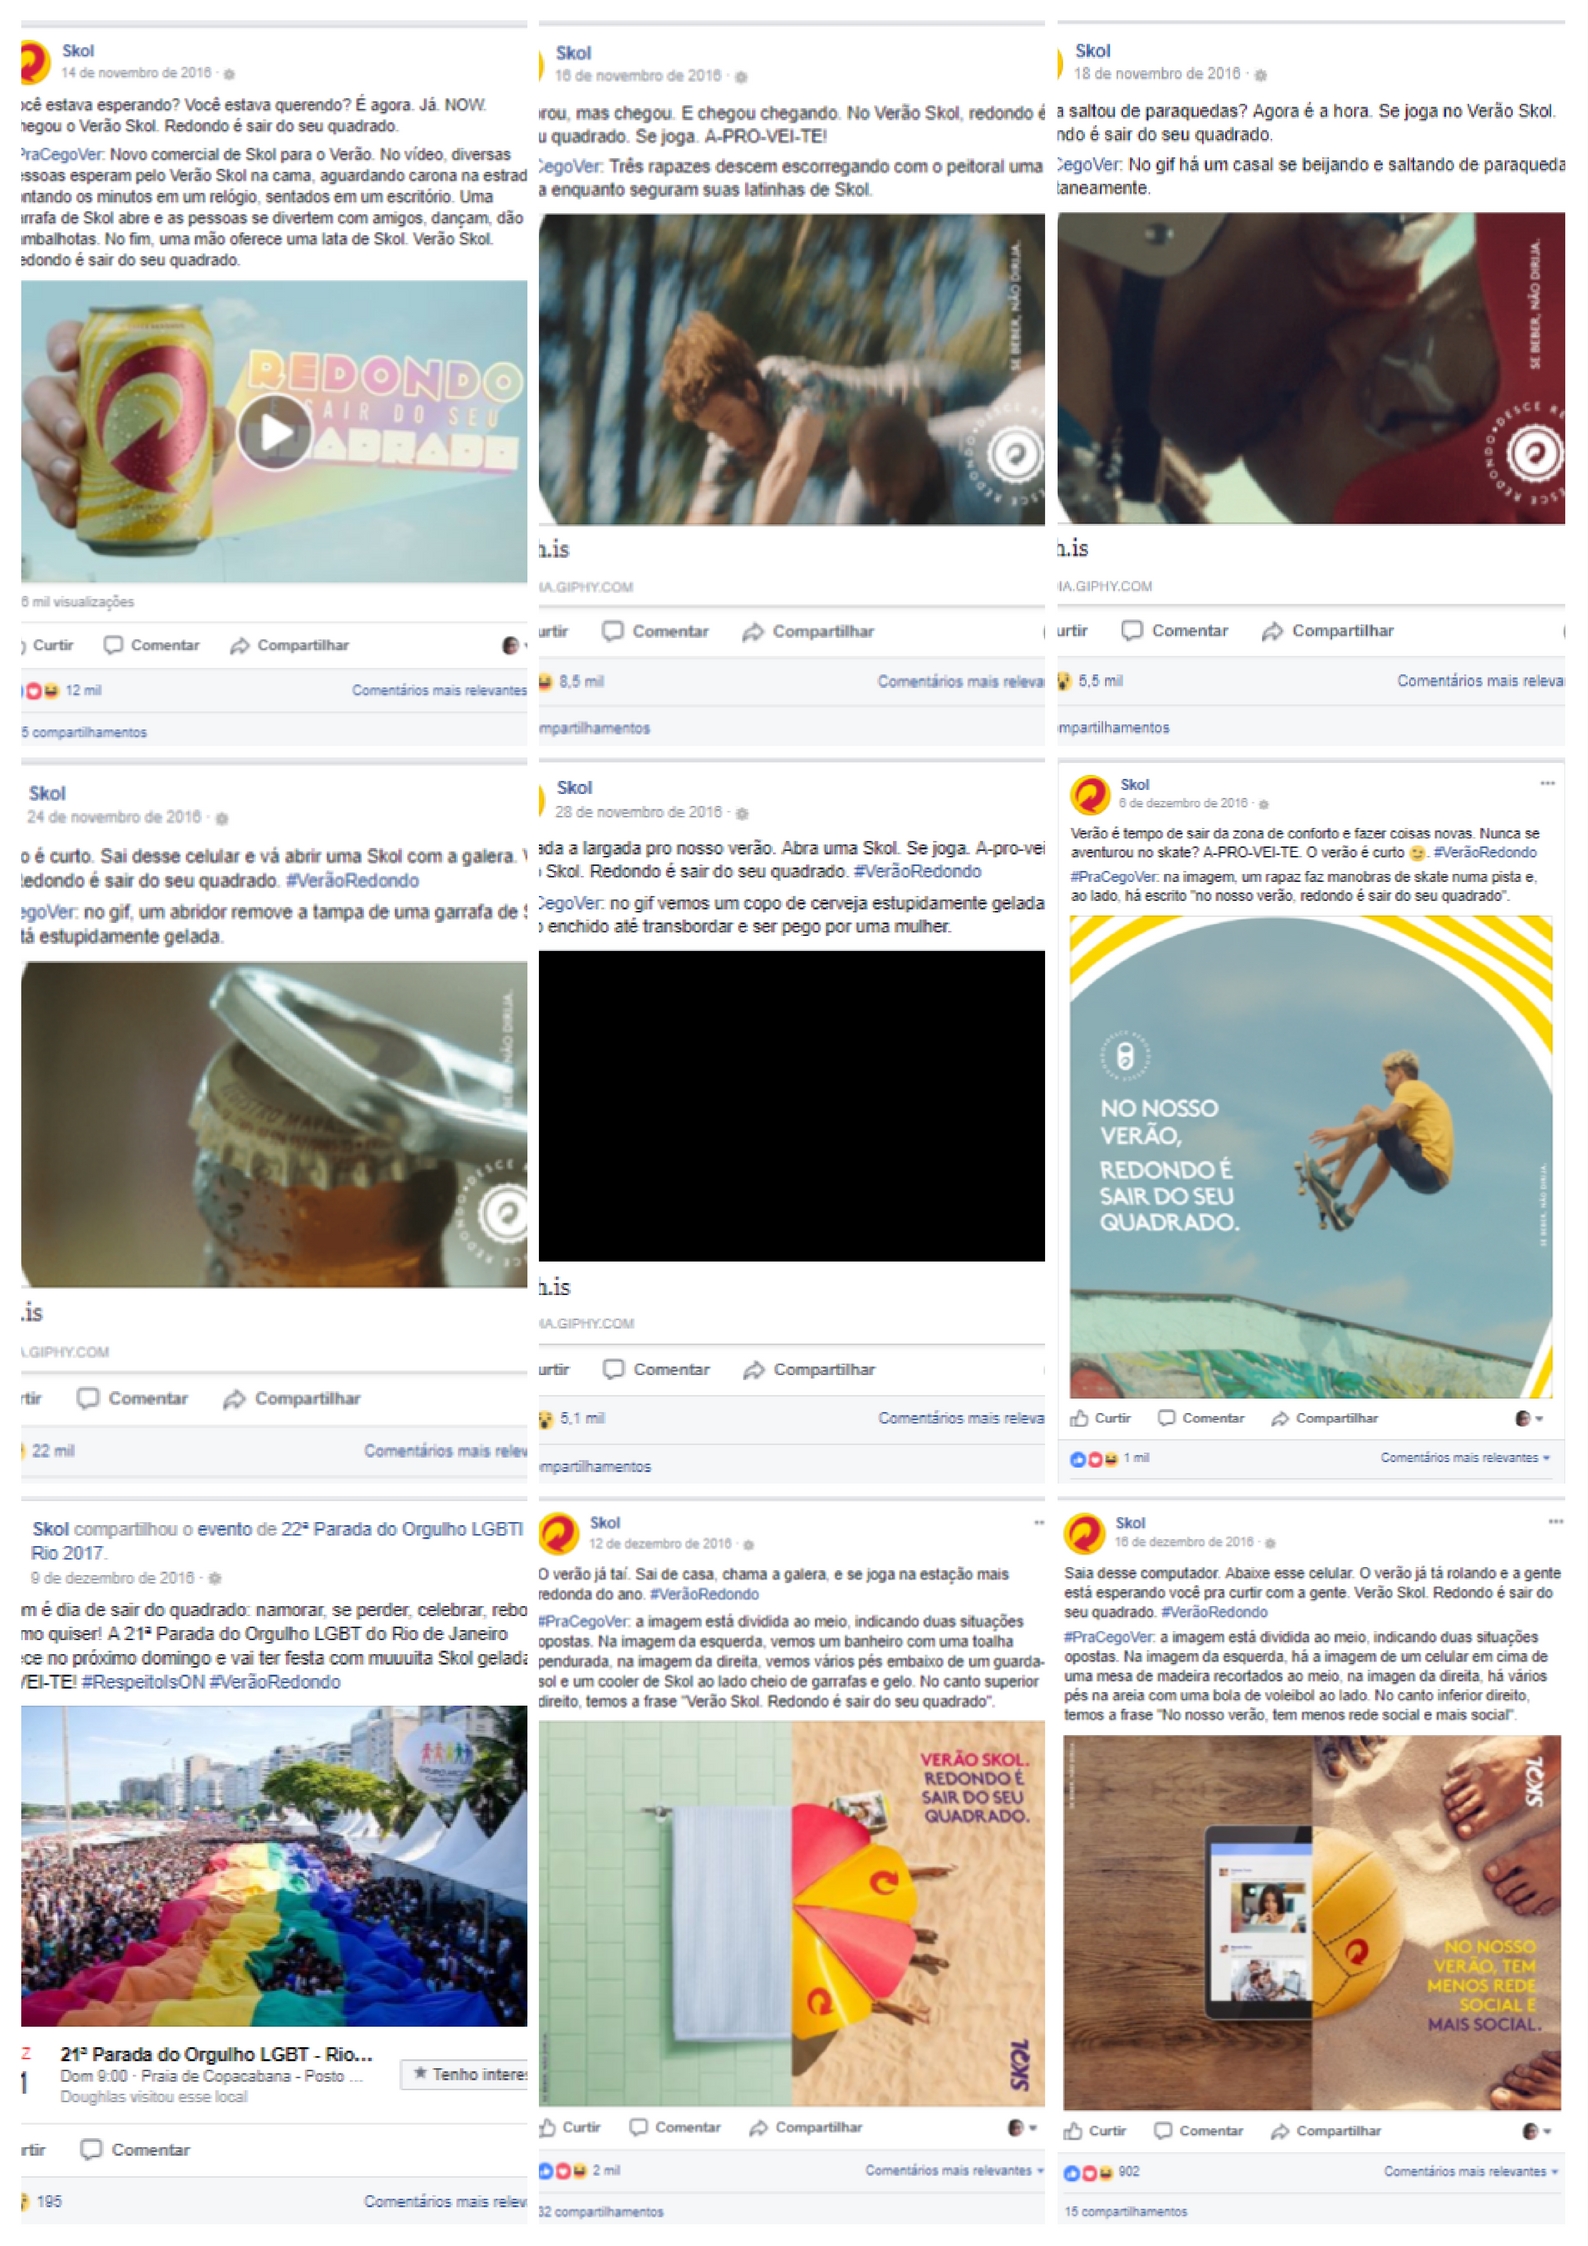 Skol
14 de novembro de 2016
ocê estava esperando? Você estava querendo? É agora. Já. NOW.
hegou o Verão Skol. Redondo é sair do seu quadrado.
PraCegoVer: Novo comercial de Skol para o Verão. No vídeo, diversas
essoas esperam pelo Verão Skol na cama, aguardando carona na estrad
ntando os minutos em um relógio, sentados em um escritório. Uma
rrafa de Skol abre e as pessoas se divertem com amigos, dançam, dão
mbalhotas. No fim, uma mão oferece uma lata de Skol. Verão Skol.
edondo é sair do seu quadrado.
REDONDO
É SAIR DO SEU
QUADRADO
6 mil visualizações
Curtir Comentar Compartilhar
12 mil Comentários mais relevantes
5 compartilhamentos
Skol
16 de novembro de 2016
rou, mas chegou. E chegou chegando. No Verão Skol, redondo é
u quadrado. Se joga. A-PRO-VEI-TE!
CegoVer: Três rapazes descem escorregando com o peitoral uma
a enquanto seguram suas latinhas de Skol.
SE BEBER, NÃO DIRIJA.
DESCE REDONDO
h.is
IA.GIPHY.COM
urtir Comentar Compartilhar
8,5 mil Comentários mais releva
mpartilhamentos
Skol
18 de novembro de 2016
a saltou de paraquedas? Agora é a hora. Se joga no Verão Skol.
ndo é sair do seu quadrado.
CegoVer: No gif há um casal se beijando e saltando de paraqueda
taneamente.
SE BEBER, NÃO DIRIJA.
DESCE REDONDO
h.is
IA.GIPHY.COM
urtir Comentar Compartilhar
5,5 mil Comentários mais releva
mpartilhamentos
Skol
24 de novembro de 2016
o é curto. Sai desse celular e vá abrir uma Skol com a galera. V
edondo é sair do seu quadrado. #VerãoRedondo
egoVer: no gif, um abridor remove a tampa de uma garrafa de S
tá estupidamente gelada.
NÃO DIRIJA.
DESCE REDONDO
.is
.GIPHY.COM
rtir Comentar Compartilhar
22 mil Comentários mais relev
Skol
28 de novembro de 2016
ada a largada pro nosso verão. Abra uma Skol. Se joga. A-pro-vei
Skol. Redondo é sair do seu quadrado. #VerãoRedondo
CegoVer: no gif vemos um copo de cerveja estupidamente gelada
o enchido até transbordar e ser pego por uma mulher.
h.is
IA.GIPHY.COM
urtir Comentar Compartilhar
5,1 mil Comentários mais releva
mpartilhamentos
Skol
6 de dezembro de 2016
Verão é tempo de sair da zona de conforto e fazer coisas novas. Nunca se
aventurou no skate? A-PRO-VEI-TE. O verão é curto 😉. #VerãoRedondo
#PraCegoVer: na imagem, um rapaz faz manobras de skate numa pista e,
ao lado, há escrito "no nosso verão, redondo é sair do seu quadrado".
NO NOSSO
VERÃO,
REDONDO É
SAIR DO SEU
QUADRADO.
SE BEBER, NÃO DIRIJA.
Curtir Comentar Compartilhar
1 mil Comentários mais relevantes
Skol compartilhou o evento de 22ª Parada do Orgulho LGBTI
Rio 2017.
9 de dezembro de 2016
m é dia de sair do quadrado: namorar, se perder, celebrar, rebo
mo quiser! A 21ª Parada do Orgulho LGBT do Rio de Janeiro
ce no próximo domingo e vai ter festa com muuuita Skol gelada
VEI-TE! #RespeitoIsON #VerãoRedondo
Z
1
21ª Parada do Orgulho LGBT - Rio...
Dom 9:00 · Praia de Copacabana - Posto ...
Doughlas visitou esse local
Tenho interes
rtir Comentar
195 Comentários mais relev
Skol
12 de dezembro de 2016
O verão já taí. Sai de casa, chama a galera, e se joga na estação mais
redonda do ano. #VerãoRedondo
#PraCegoVer: a imagem está dividida ao meio, indicando duas situações
opostas. Na imagem da esquerda, vemos um banheiro com uma toalha
pendurada, na imagem da direita, vemos vários pés embaixo de um guarda-
sol e um cooler de Skol ao lado cheio de garrafas e gelo. No canto superior
direito, temos a frase "Verão Skol. Redondo é sair do seu quadrado".
VERÃO SKOL.
REDONDO É
SAIR DO SEU
QUADRADO.
SKOL
Curtir Comentar Compartilhar
2 mil Comentários mais relevantes
32 compartilhamentos
Skol
16 de dezembro de 2016
Saia desse computador. Abaixe esse celular. O verão já tá rolando e a gente
está esperando você pra curtir com a gente. Verão Skol. Redondo é sair do
seu quadrado. #VerãoRedondo
#PraCegoVer: a imagem está dividida ao meio, indicando duas situações
opostas. Na imagem da esquerda, há a imagem de um celular em cima de
uma mesa de madeira recortados ao meio, na imagen da direita, há vários
pés na areia com uma bola de voleibol ao lado. No canto inferior direito,
temos a frase "No nosso verão, tem menos rede social e mais social".
SKOL
NO NOSSO
VERÃO, TEM
MENOS REDE
SOCIAL E
MAIS SOCIAL.
Curtir Comentar Compartilhar
902 Comentários mais relevantes
15 compartilhamentos